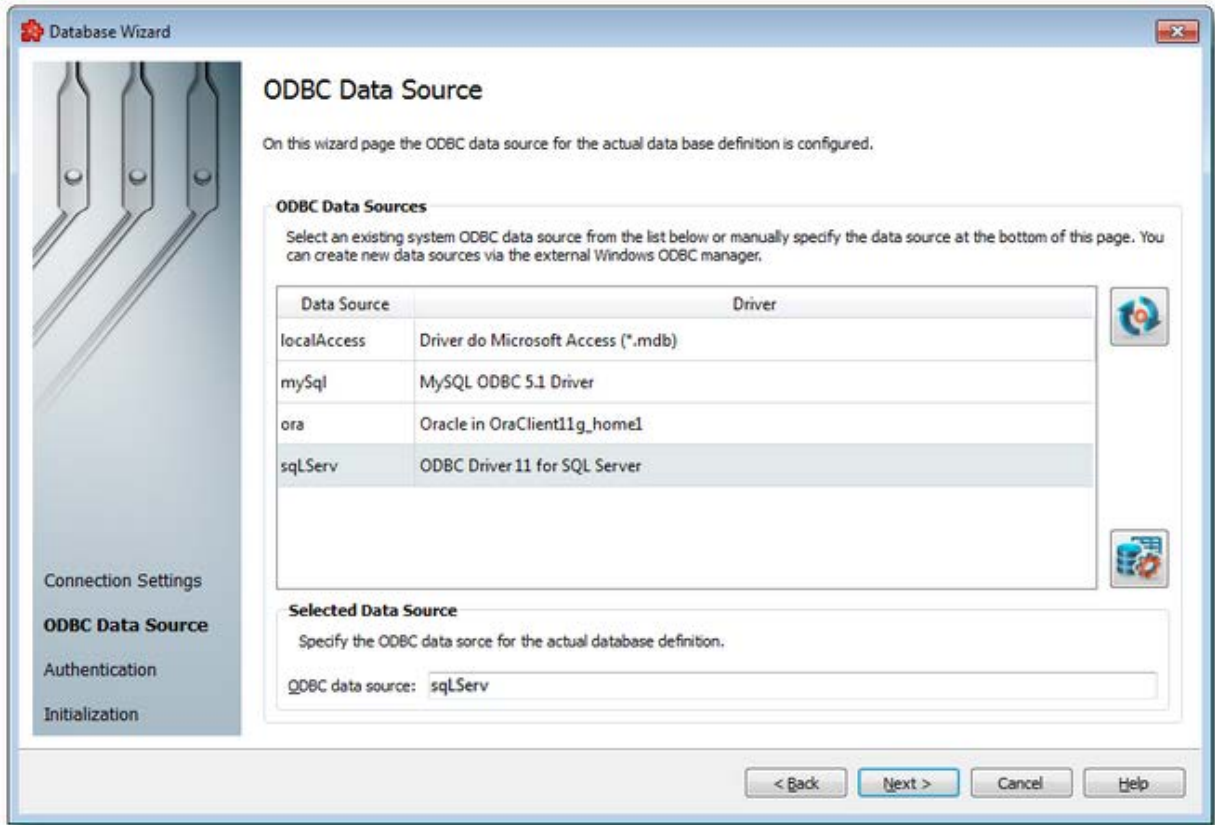 Database Wizard
ODBC Data Source
On this wizard page the ODBC data source for the actual data base definition is configured.
ODBC Data Sources
Select an existing system ODBC data source from the list below or manually specify the data source at the bottom of this page. You
can create new data sources via the external Windows ODBC manager.
Data Source Driver
localAccess Driver do Microsoft Access (*.mdb)
mySql MySQL ODBC 5.1 Driver
ora Oracle in OraClient11g_home1
sqLServ ODBC Driver 11 for SQL Server
Connection Settings
ODBC Data Source
Authentication
Initialization
Selected Data Source
Specify the ODBC data sorce for the actual database definition.
ODBC data source: sqLServ
< Back Next > Cancel Help